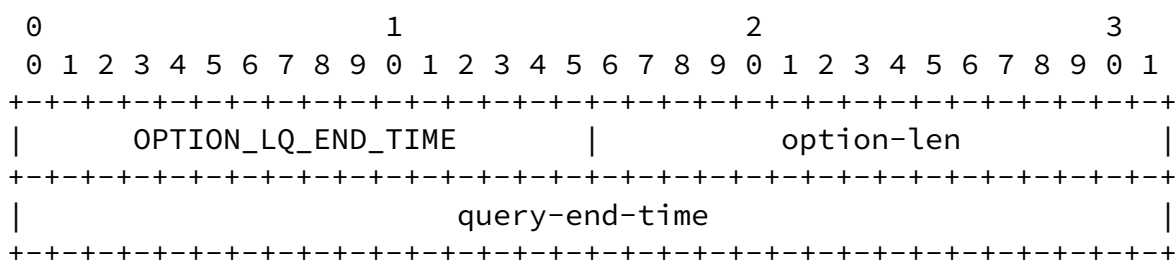 0                   1                   2                   3
 0 1 2 3 4 5 6 7 8 9 0 1 2 3 4 5 6 7 8 9 0 1 2 3 4 5 6 7 8 9 0 1
+-+-+-+-+-+-+-+-+-+-+-+-+-+-+-+-+-+-+-+-+-+-+-+-+-+-+-+-+-+-+-+-+
|      OPTION_LQ_END_TIME       |          option-len           |
+-+-+-+-+-+-+-+-+-+-+-+-+-+-+-+-+-+-+-+-+-+-+-+-+-+-+-+-+-+-+-+-+
|                        query-end-time                         |
+-+-+-+-+-+-+-+-+-+-+-+-+-+-+-+-+-+-+-+-+-+-+-+-+-+-+-+-+-+-+-+-+